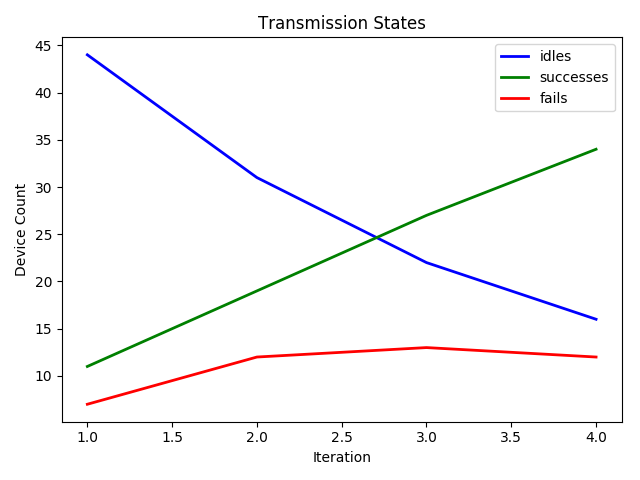 Transmission States
45
40
35
30
25
20
15
10
Device Count
idles
successes
fails
1.0 1.5 2.0 2.5 3.0 3.5 4.0
Iteration